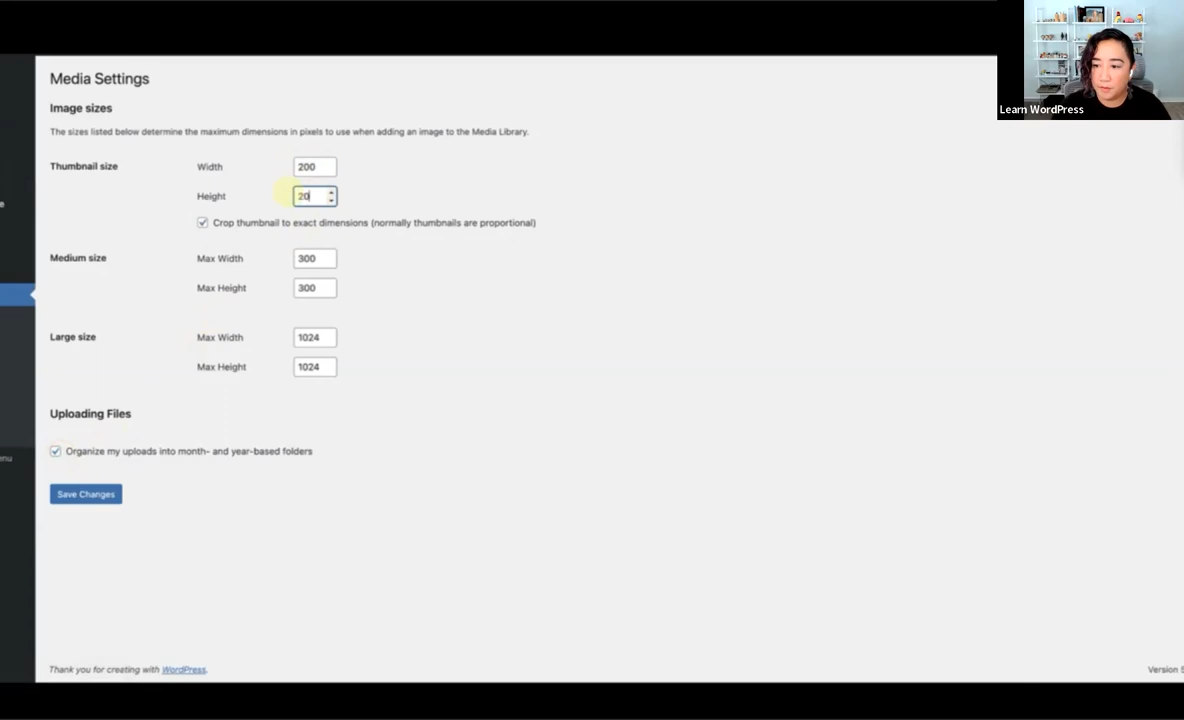 Learn WordPress
Media Settings
Image sizes
The sizes listed below determine the maximum dimensions in pixels to use when adding an image to the Media Library.
Thumbnail size Width 200
Height 20
Crop thumbnail to exact dimensions (normally thumbnails are proportional)
Medium size Max Width 300
Max Height 300
Large size Max Width 1024
Max Height 1024
Uploading Files
enu
Organize my uploads into month- and year-based folders
Save Changes
Thank you for creating with WordPress.
Version 5